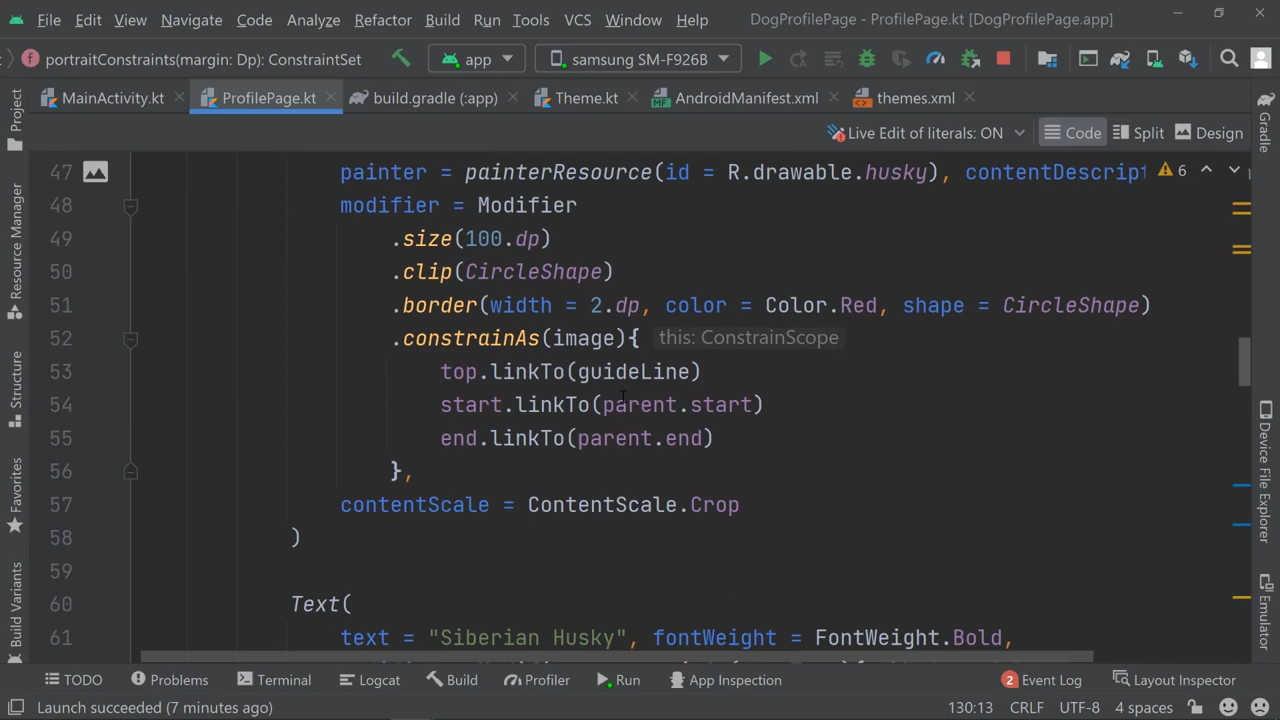 File Edit View Navigate Code Analyze Refactor Build Run Tools VCS Window Help DogProfilePage - ProfilePage.kt [DogProfilePage.app]
portraitConstraints(margin: Dp): ConstraintSet app samsung SM-F926B
MainActivity.kt ProfilePage.kt build.gradle (:app) Theme.kt AndroidManifest.xml themes.xml
Live Edit of literals: ON Code Split Design
47 painter = painterResource(id = R.drawable.husky), contentDescript 6
48 modifier = Modifier
49 .size(100.dp)
50 .clip(CircleShape)
51 .border(width = 2.dp, color = Color.Red, shape = CircleShape)
52 .constrainAs(image){ this: ConstrainScope
53 top.linkTo(guideLine)
54 start.linkTo(parent.start)
55 end.linkTo(parent.end)
56 },
57 contentScale = ContentScale.Crop
58 )
59
60 Text(
61 text = "Siberian Husky", fontWeight = FontWeight.Bold,
Project
Resource Manager
Structure
Favorites
Build Variants
Gradle
Device File Explorer
Emulator
TODO Problems Terminal Logcat Build Profiler Run App Inspection 2 Event Log Layout Inspector
Launch succeeded (7 minutes ago) 130:13 CRLF UTF-8 4 spaces